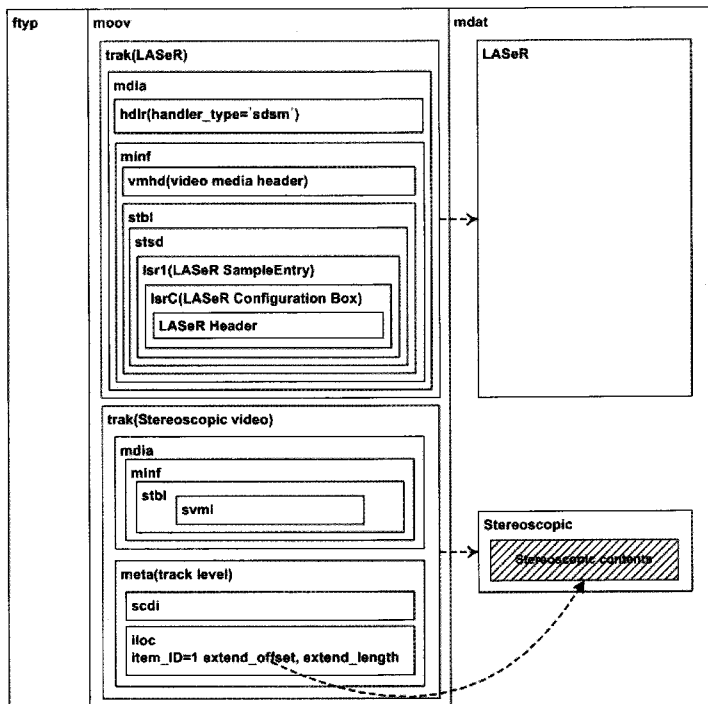 ftyp
moov
mdat
trak(LASeR)
mdia
hdlr(handler_type='sdsm')
minf
vmhd(video media header)
stbl
stsd
lsr1(LASeR SampleEntry)
lsrC(LASeR Configuration Box)
LASeR Header
LASeR
trak(Stereoscopic video)
mdia
minf
stbl
svmi
meta(track level)
scdi
iloc
item_ID=1 extend_offset, extend_length
Stereoscopic
Stereoscopic contents